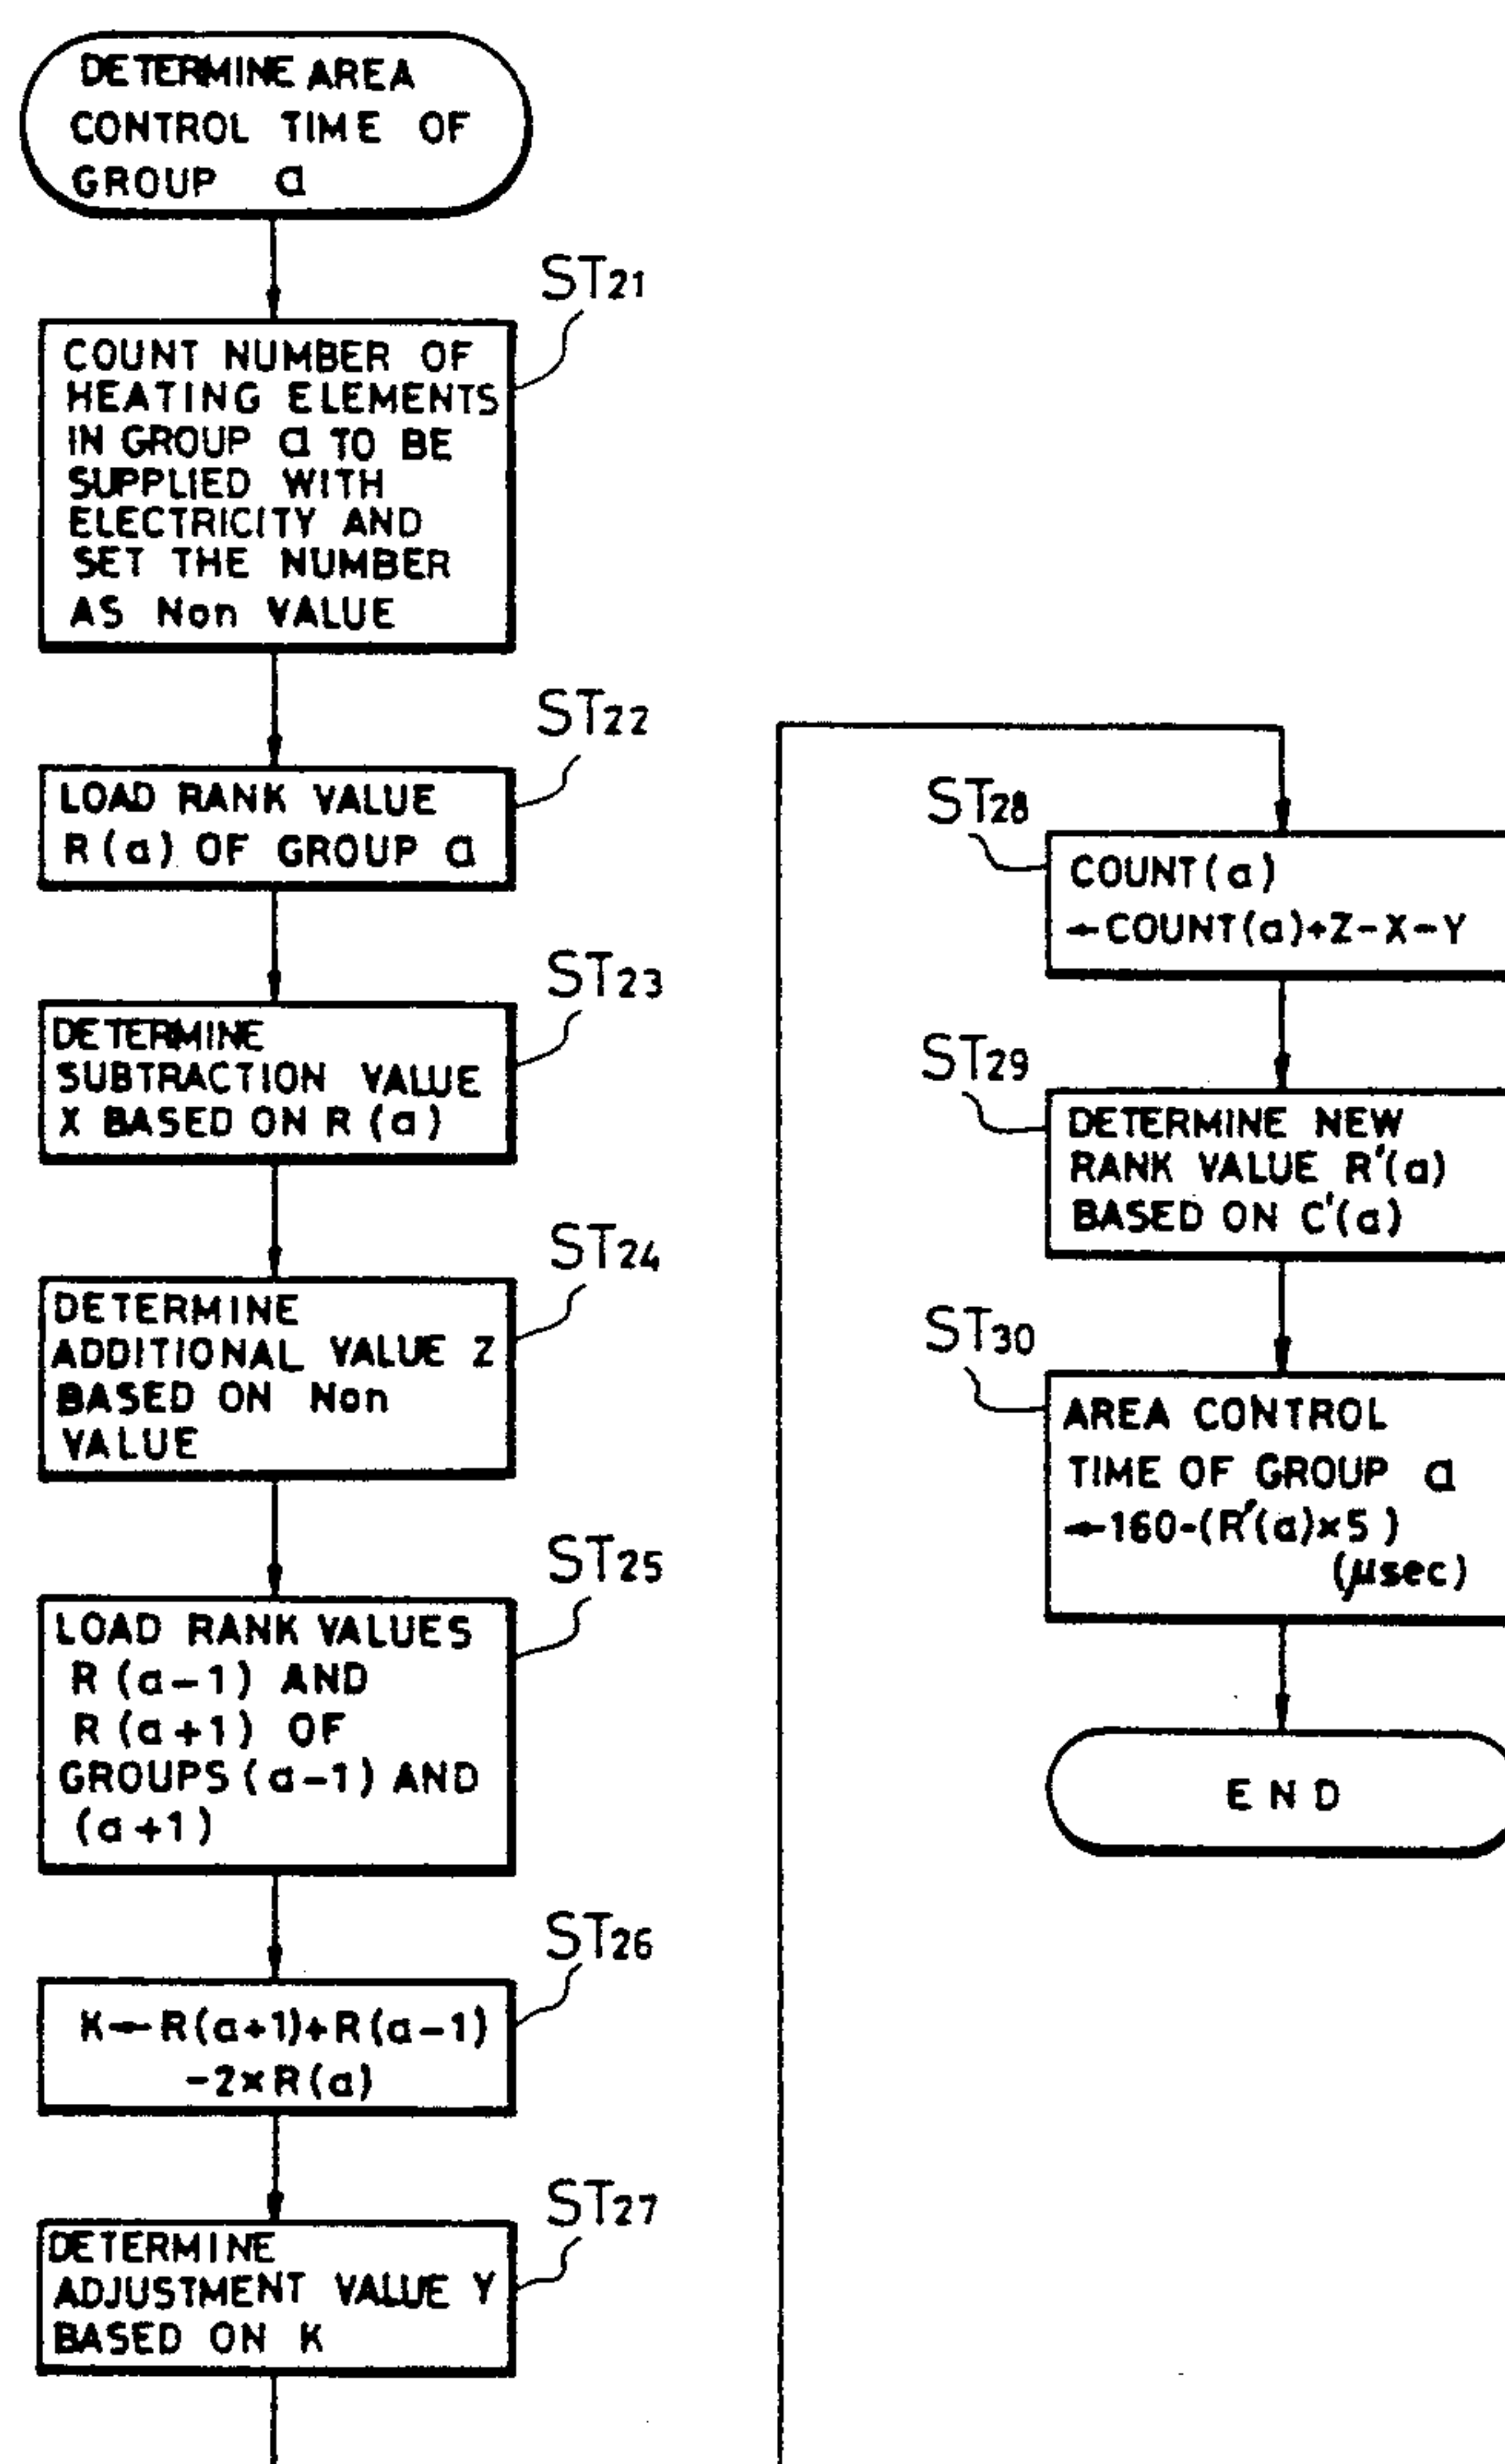 DETERMINE AREA
CONTROL TIME OF
GROUP a
ST21
COUNT NUMBER OF
HEATING ELEMENTS
IN GROUP a TO BE
SUPPLIED WITH
ELECTRICITY AND
SET THE NUMBER
AS Non VALUE
ST22
LOAD RANK VALUE
R(a) OF GROUP a
ST23
DETERMINE
SUBTRACTION VALUE
X BASED ON R(a)
ST24
DETERMINE
ADDITIONAL VALUE Z
BASED ON Non
VALUE
ST25
LOAD RANK VALUES
R(a-1) AND
R(a+1) OF
GROUPS(a-1) AND
(a+1)
ST26
K←R(a+1)+R(a-1)
-2×R(a)
ST27
DETERMINE
ADJUSTMENT VALUE Y
BASED ON K
ST28
COUNT(a)
←COUNT(a)+Z-X-Y
ST29
DETERMINE NEW
RANK VALUE R'(a)
BASED ON C'(a)
ST30
AREA CONTROL
TIME OF GROUP a
←160-(R'(a)×5)
(μsec)
END